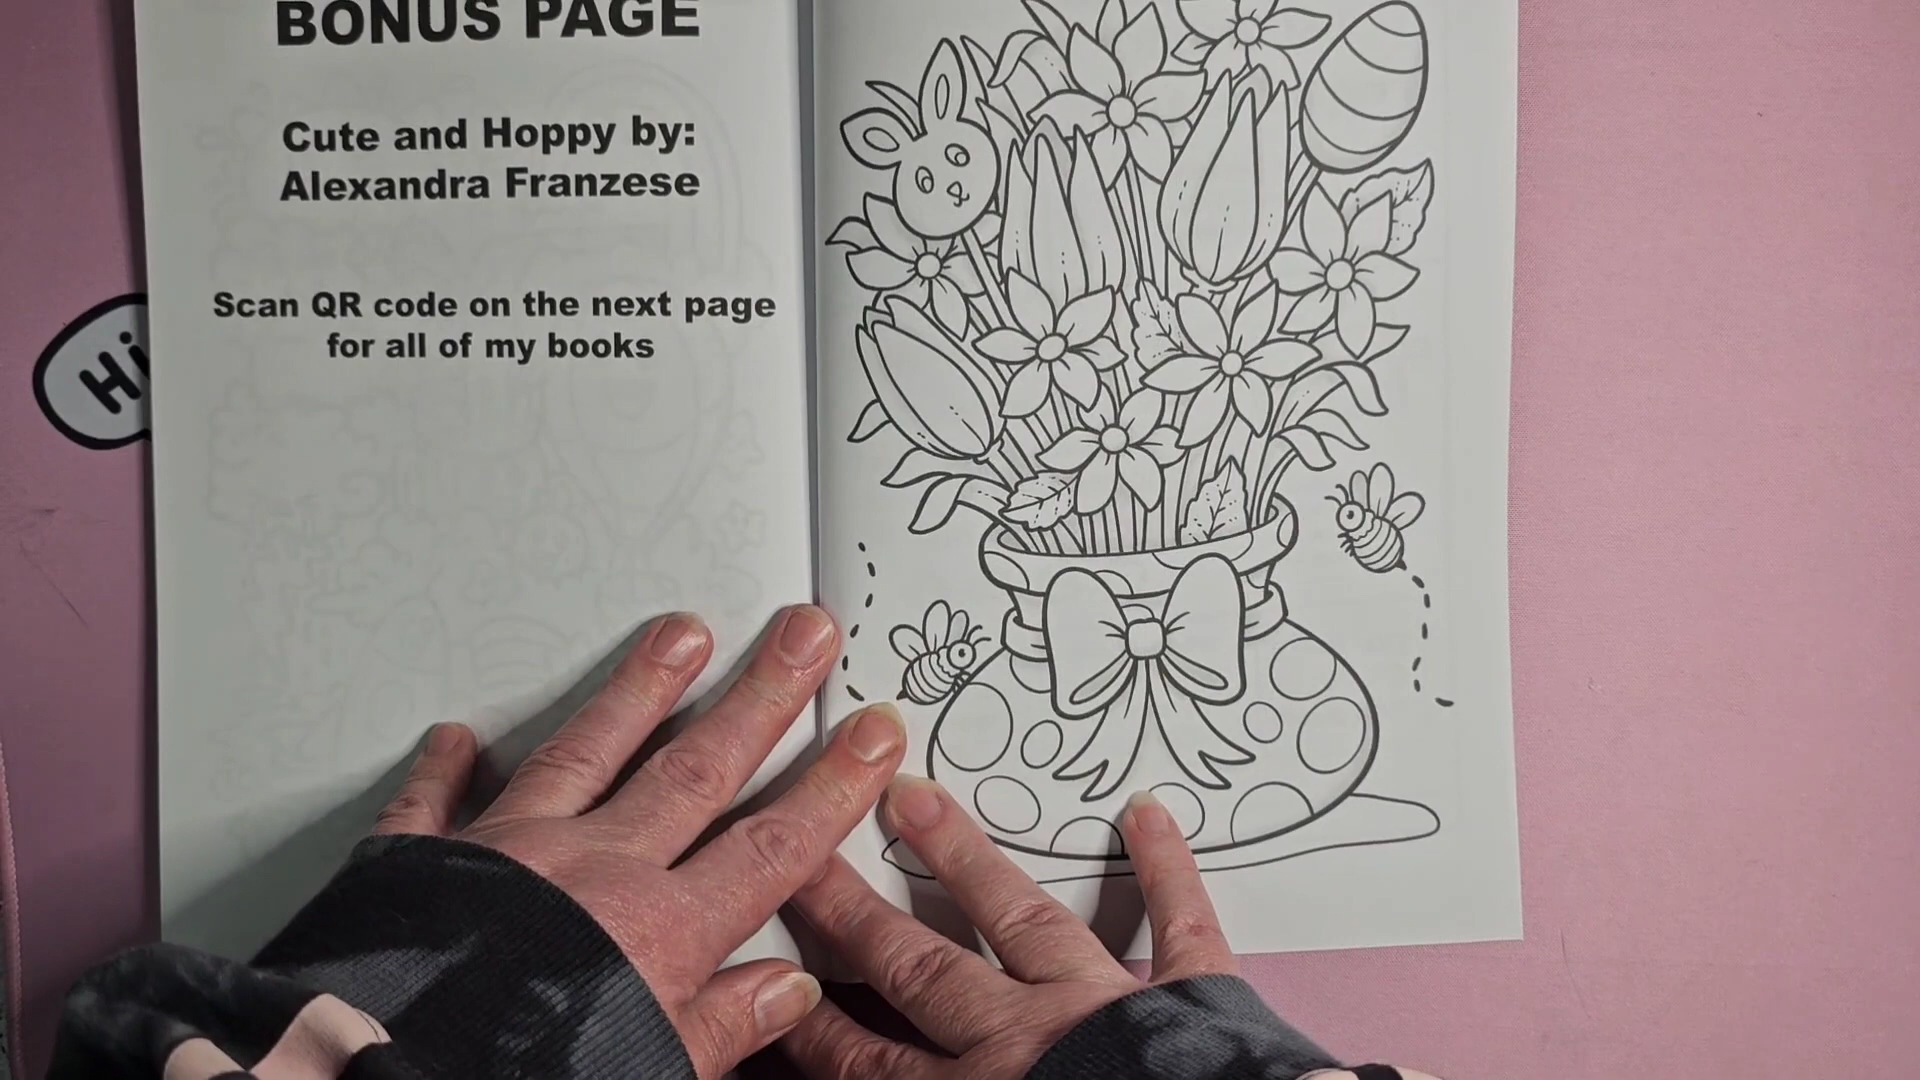 BONUS PAGE
Cute and Hoppy by:
Alexandra Franzese
Scan QR code on the next page
for all of my books
Hi